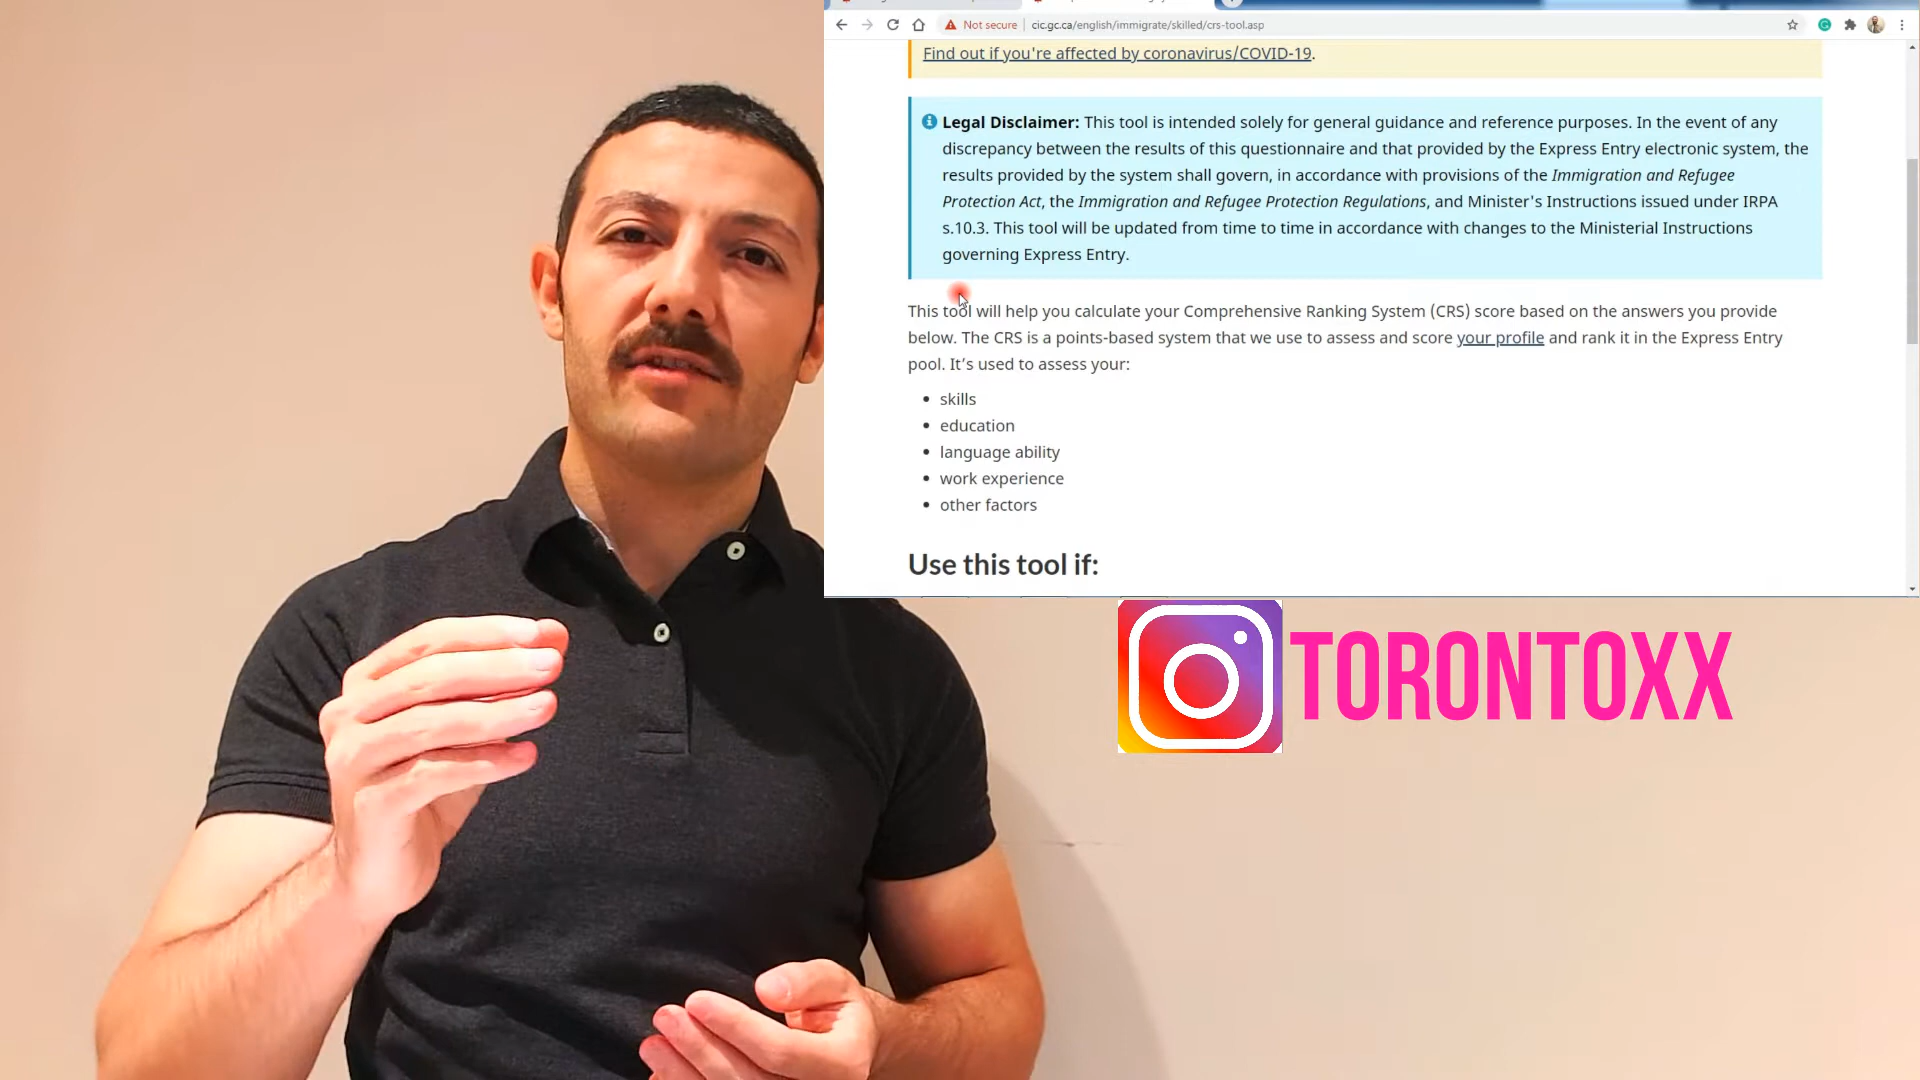 Not secure
cic.gc.ca/english/immigrate/skilled/crs-tool.asp
Find out if you're affected by coronavirus/COVID-19.
Legal Disclaimer: This tool is intended solely for general guidance and reference purposes. In the event of any
discrepancy between the results of this questionnaire and that provided by the Express Entry electronic system, the
results provided by the system shall govern, in accordance with provisions of the Immigration and Refugee
Protection Act, the Immigration and Refugee Protection Regulations, and Minister's Instructions issued under IRPA
s.10.3. This tool will be updated from time to time in accordance with changes to the Ministerial Instructions
governing Express Entry.
This tool will help you calculate your Comprehensive Ranking System (CRS) score based on the answers you provide
below. The CRS is a points-based system that we use to assess and score your profile and rank it in the Express Entry
pool. It’s used to assess your:
• skills
• education
• language ability
• work experience
• other factors
Use this tool if:
TORONTOXX